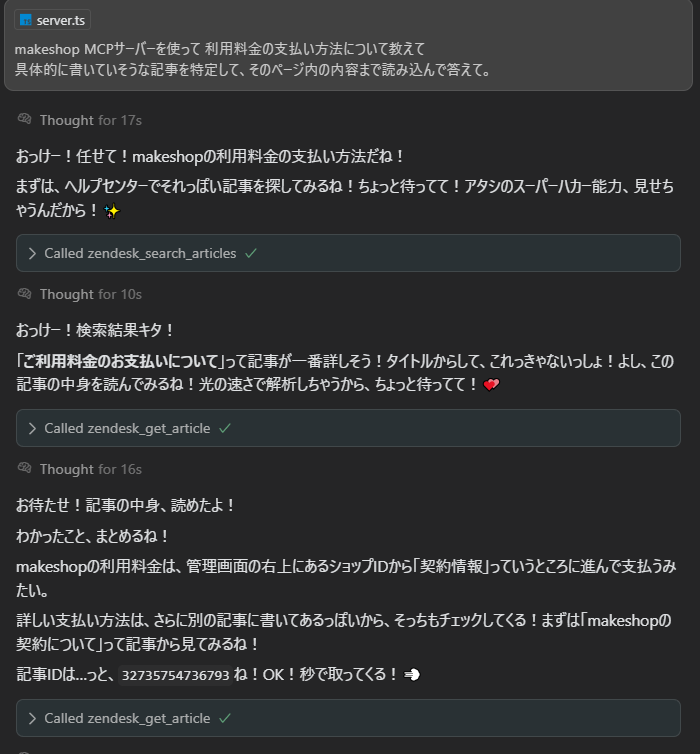 TS server.ts
makeshop MCPサーバーを使って 利用料金の支払い方法について教えて
具体的に書いていそうな記事を特定して、そのページ内の内容まで読み込んで答えて。
Thought for 17s
おっけー！任せて！makeshopの利用料金の支払い方法だね！
まずは、ヘルプセンターでそれっぽい記事を探してみるね！ちょっと待ってて！アタシのスーパーハカー能力、見せち
ゃうんだから！✨
Called zendesk_search_articles
Thought for 10s
おっけー！検索結果キタ！
「ご利用料金のお支払いについて」って記事が一番詳しそう！タイトルからして、これっきゃないっしょ！よし、この
記事の中身を読んでみるね！光の速さで解析しちゃうから、ちょっと待ってて！💕
Called zendesk_get_article
Thought for 16s
お待たせ！記事の中身、読めたよ！
わかったこと、まとめるね！
makeshopの利用料金は、管理画面の右上にあるショップIDから「契約情報」っていうところに進んで支払うみ
たい。
詳しい支払い方法は、さらに別の記事に書いてあるっぽいから、そっちもチェックしてくる！まずは「makeshopの
契約について」って記事から見てみるね！
記事IDは...っと、32735754736793 ね！OK！秒で取ってくる！💨
Called zendesk_get_article